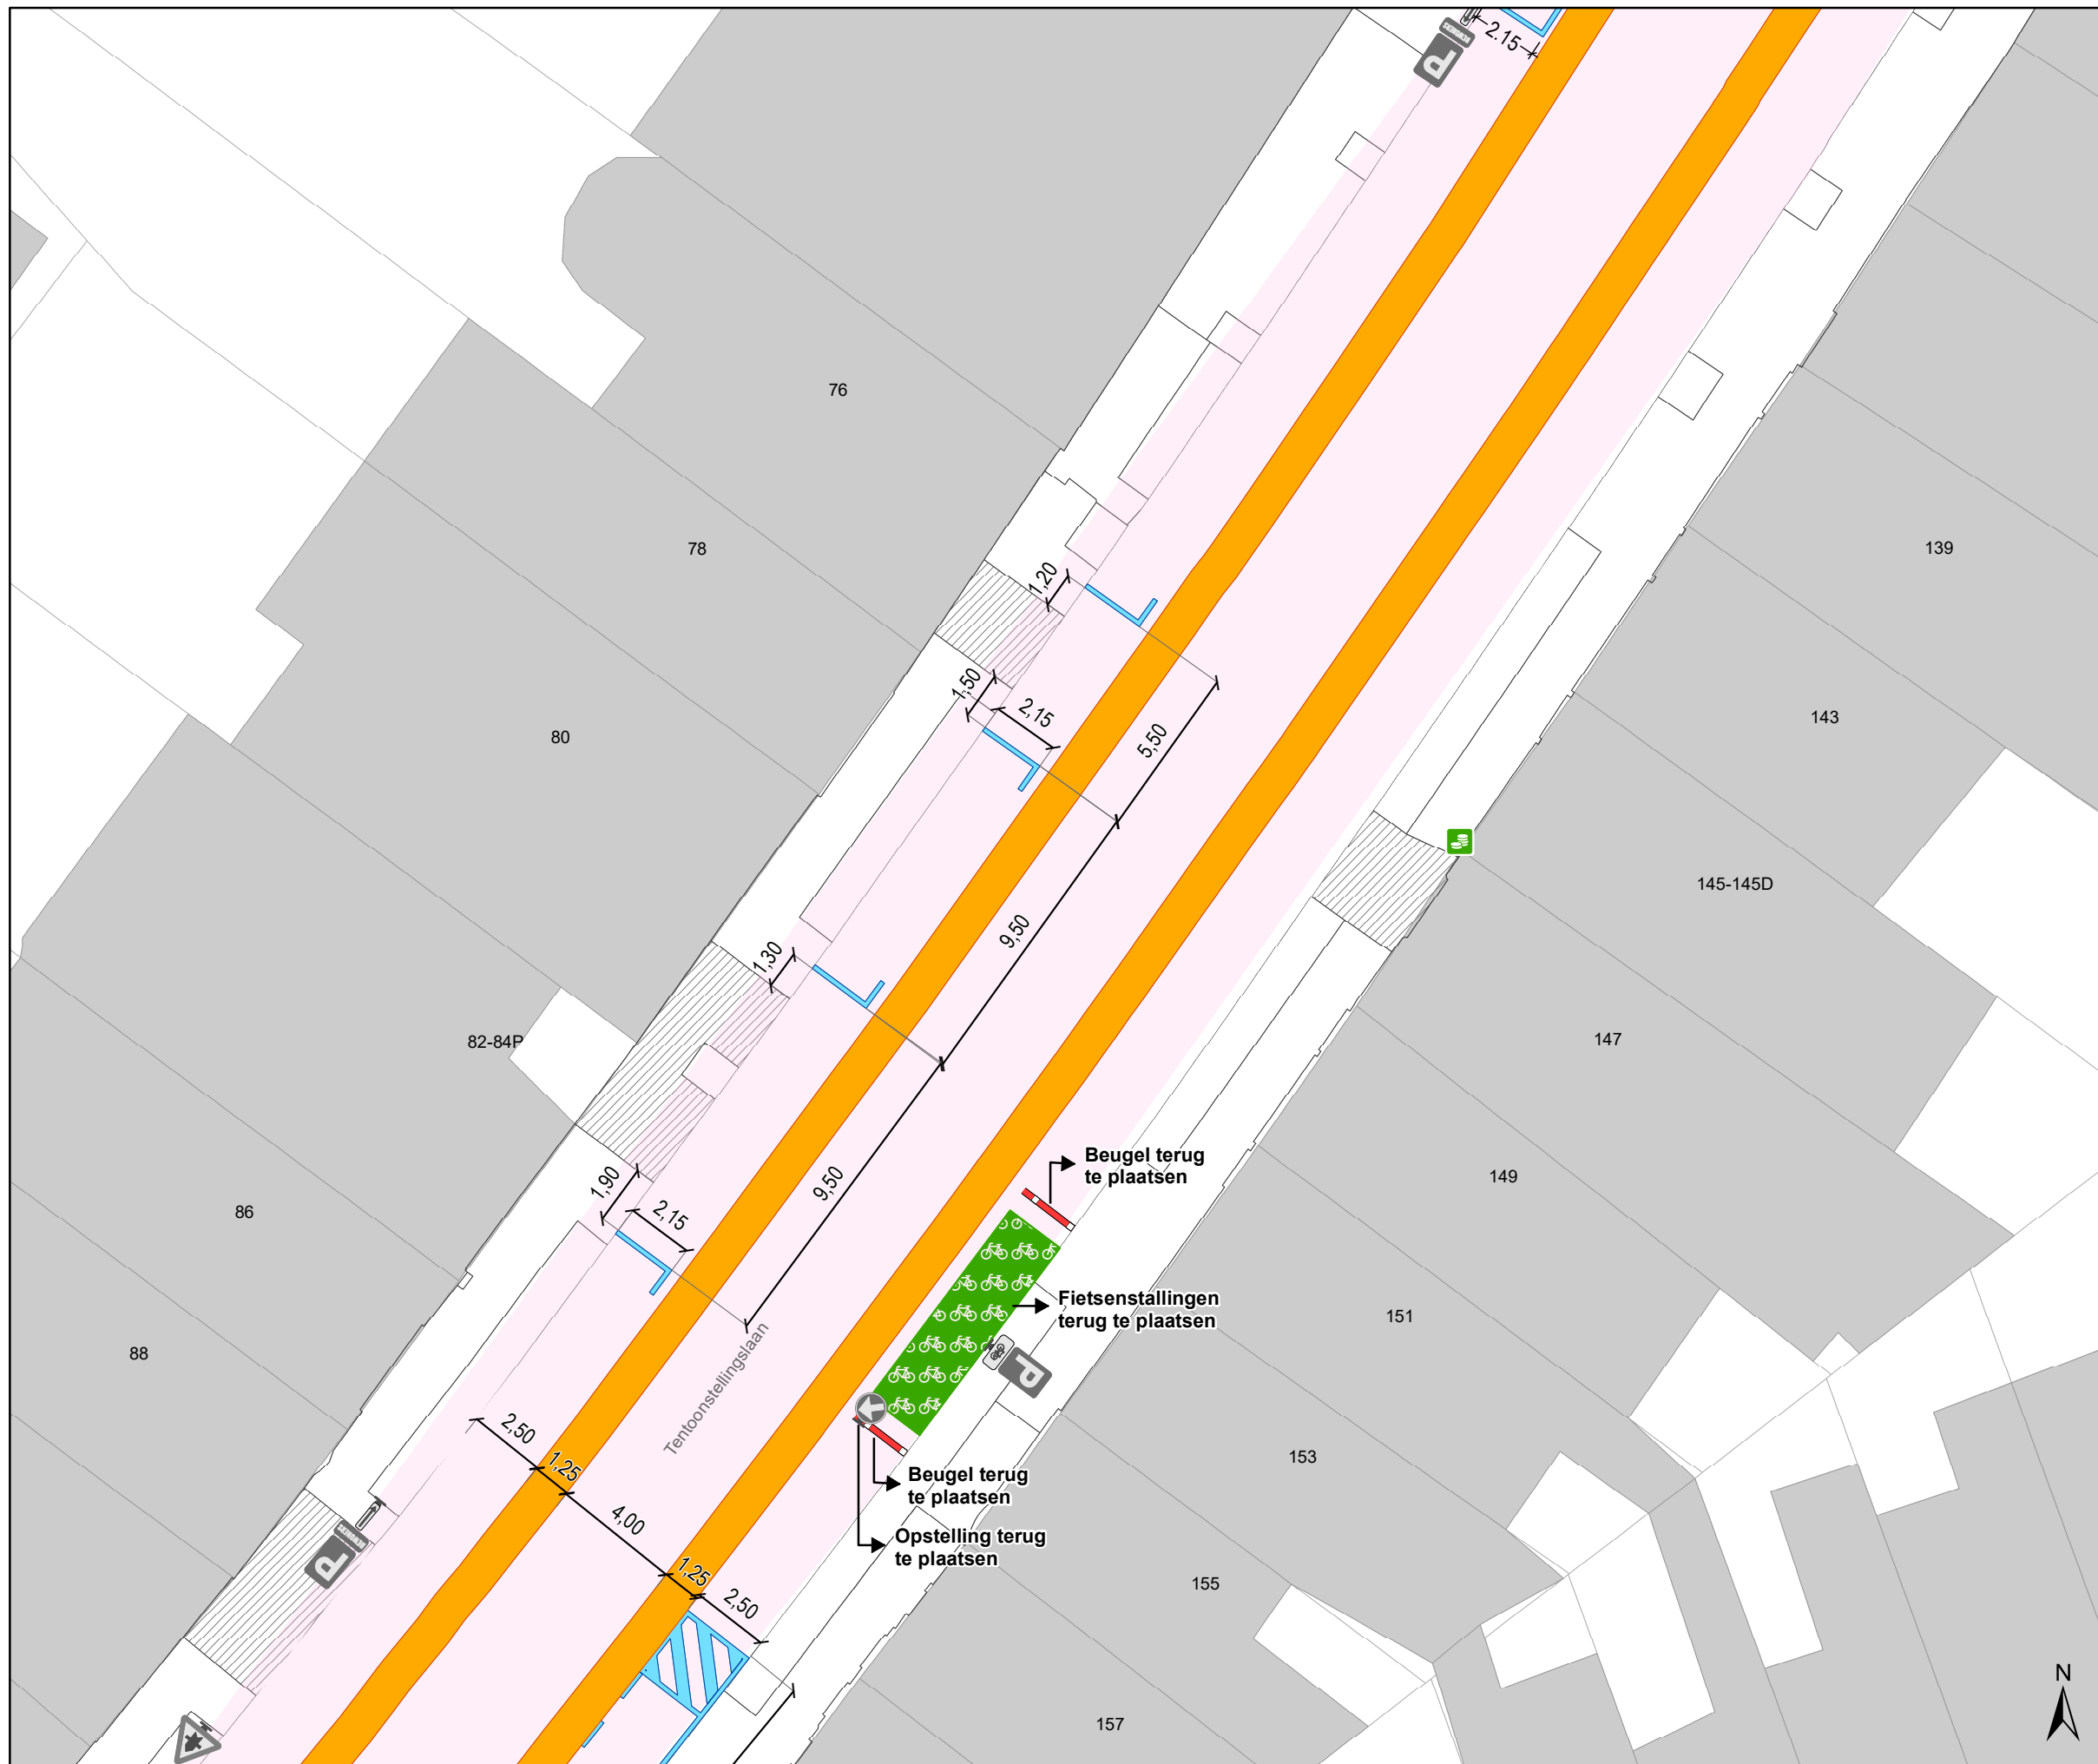 2.15
P
76
78
139
1,20
143
1,50
2,15
5,50
80
145-145D
9,50
1,30
147
82-84P
Beugel terug
te plaatsen
149
1,90
9,50
86
2,15
Fietsenstallingen
terug te plaatsen
151
88
P
Tentoonstellingslaan
2,50
1,25
153
Beugel terug
te plaatsen
4,00
Opstelling terug
te plaatsen
P
1,25
155
2,50
N
157